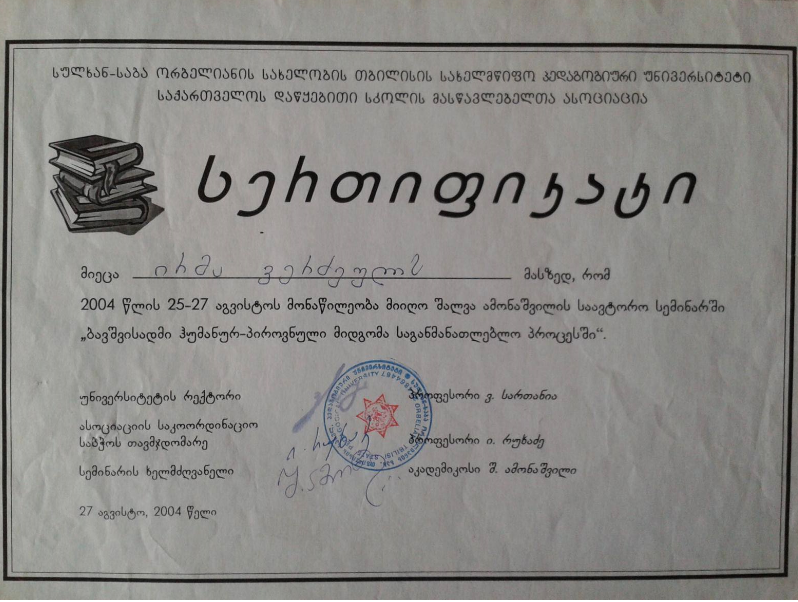 სულხან-საბა ორბელიანის სახელობის თბილისის სახელმწიფო პედაგოგიური უნივერსიტეტი
საქართველოს დაწყებითი სკოლის მასწავლებელთა ასოციაცია
სერტიფიკატი
მიეცა ირმა გერძეულს მასზედ, რომ
2004 წლის 25-27 აგვისტოს მონაწილეობა მიიღო შალვა ამონაშვილის საავტორო სემინარში
„ბავშვისადმი ჰუმანურ-პიროვნული მიდგომა საგანმანათლებლო პროცესში“.
უნივერსიტეტის რექტორი პროფესორი ვ. სართანია
ასოციაციის საკოორდინაციო
საბჭოს თავმჯდომარე პროფესორი ი. რუხაძე
სემინარის ხელმძღვანელი აკადემიკოსი შ. ამონაშვილი
27 აგვისტო, 2004 წელი